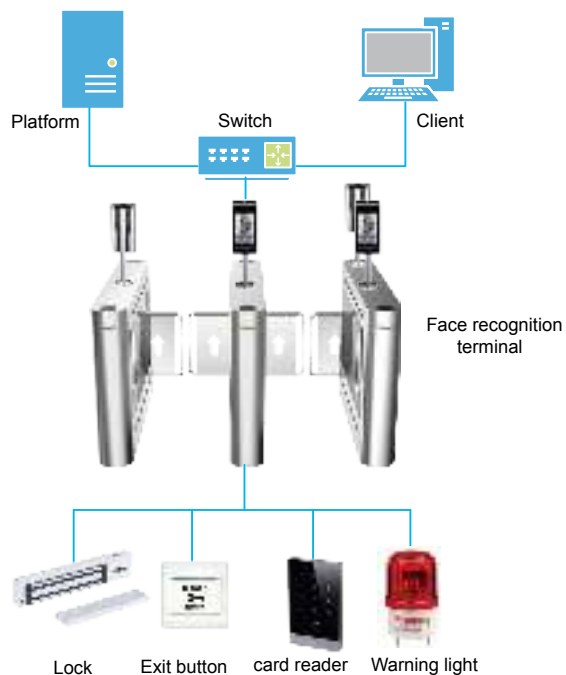 Platform
Switch
Client
Face recognition
terminal
Lock
Exit button
card reader
Warning light